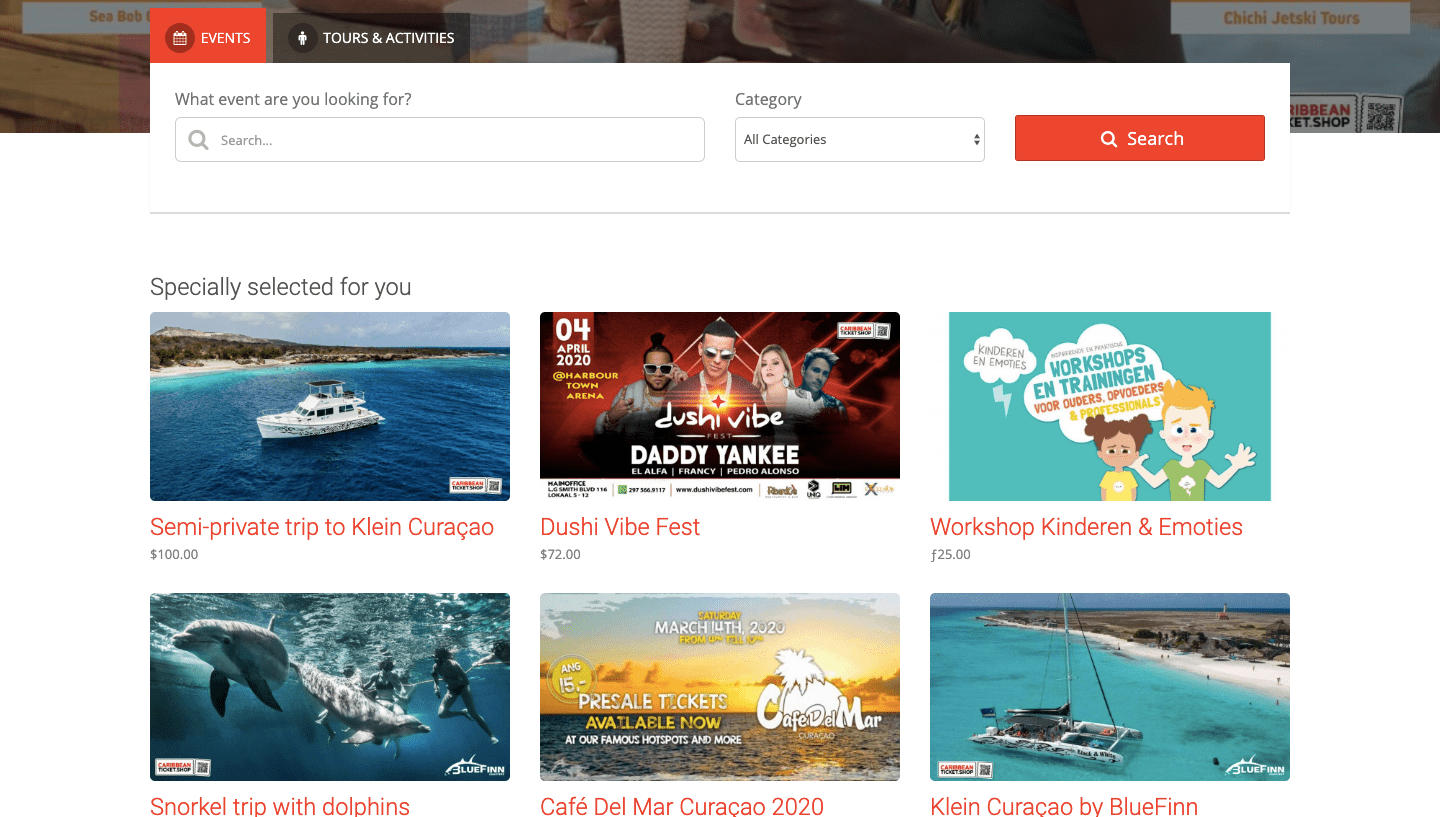 Sea Bob
Chichi Jetski Tours
EVENTS
TOURS & ACTIVITIES
RIBBEAN
TICKET.SHOP
What event are you looking for?
Category
Search...
All Categories
Search
Specially selected for you
CARIBBEAN
TICKET.SHOP
04
APRIL
2020
@HARBOUR
TOWN
ARENA
CARIBBEAN
TICKET.SHOP
dushi vibe
FEST
DADDY YANKEE
EL ALFA | FRANCY | PEDRO ALONSO
MAINOFFICE
L.G SMITH BLVD 116
LOKAAL 5 - 12
297 566.9117
www.dushivibefest.com
KINDEREN
EN EMOTIES
INSPIRERENDE EN PRAKTISCHE
WORKSHOPS
EN TRAININGEN
VOOR OUDERS, OPVOEDERS
& PROFESSIONALS
Semi-private trip to Klein Curaçao
$100.00
Dushi Vibe Fest
$72.00
Workshop Kinderen & Emoties
ƒ25.00
CARIBBEAN
TICKET.SHOP
BLUEFINN
SATURDAY
MARCH 14TH, 2020
ANG
15.-
PRESALE TICKETS
AVAILABLE NOW
AT OUR FAMOUS HOTSPOTS AND MORE
Café Del Mar
CURAÇAO
Black & White
CARIBBEAN
TICKET.SHOP
BLUEFINN
Snorkel trip with dolphins
Café Del Mar Curaçao 2020
Klein Curaçao by BlueFinn